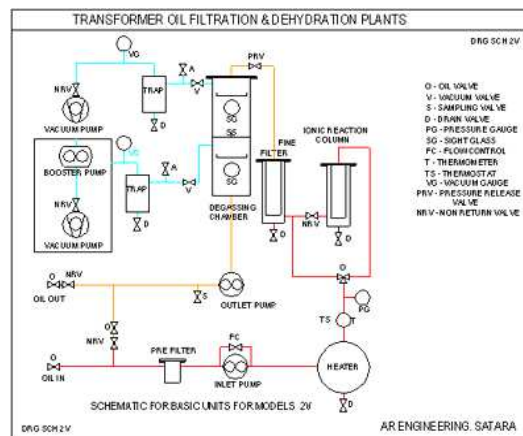 TRANSFORMER OIL FILTRATION & DEHYDRATION PLANTS
DRG SCH 2V
VG
A
PRV
NRV
TRAP
V
SG
O - OIL VALVE
V - VACUUM VALVE
S - SAMPLING VALVE
D - DRAIN VALVE
PG - PRESSURE GAUGE
SG - SIGHT GLASS
FC - FLOW CONTROL
T - THERMOMETER
TS - THERMOSTAT
VG - VACUUM GAUGE
PRV - PRESSURE RELEASE
VALVE
NRV - NON RETURN VALVE
VACUUM PUMP
D
SS
FINE
FILTER
IONIC REACTION
COLUMN
VG
BOOSTER PUMP
A
SG
TRAP
V
NRV
D
DEGASSING
CHAMBER
NRV
D
D
VACUUM PUMP
O
NRV
OIL OUT
S
OUTLET PUMP
O
PG
TS
T
O
NRV
FC
O
PRE FILTER
OIL IN
INLET PUMP
HEATER
D
SCHEMATIC FOR BASIC UNITS FOR MODELS 2V
DRG SCH 2V
AR ENGINEERING. SATARA